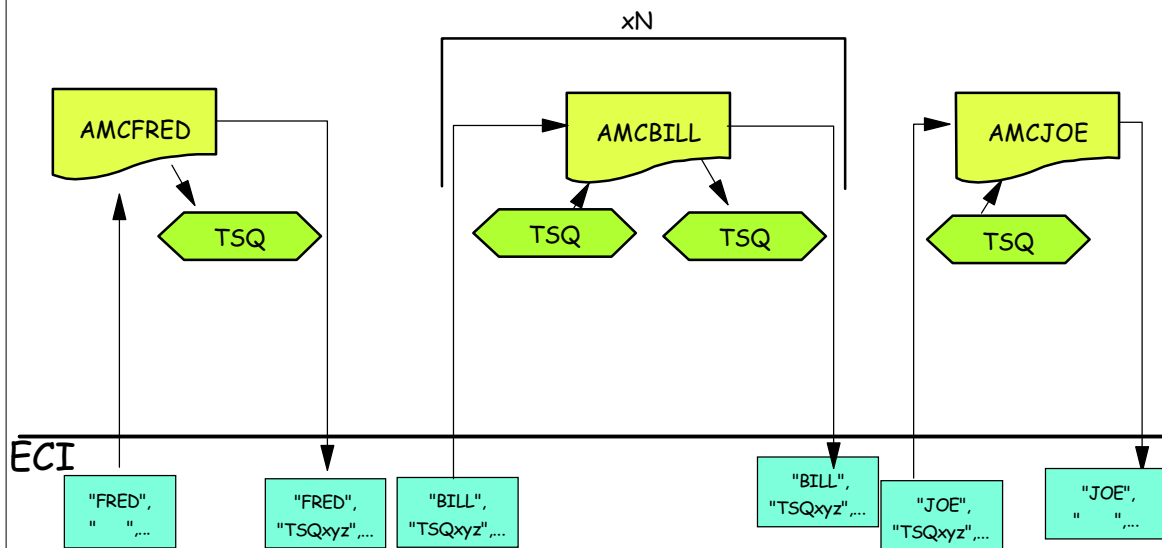 xN
AMCFRED
AMCBILL
AMCJOE
TSQ
TSQ
TSQ
TSQ
ECI
"FRED",
"      ",...
"FRED",
"TSQxyz",...
"BILL",
"TSQxyz",...
"BILL",
"TSQxyz",...
"JOE",
"TSQxyz",...
"JOE",
"      ",...